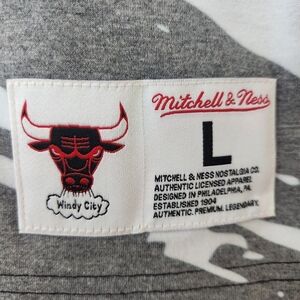 Mitchell & Ness
L
MITCHELL & NESS NOSTALGIA CO.
AUTHENTIC LICENSED APPAREL
DESIGNED IN PHILADELPHIA, PA.
ESTABLISHED 1904
AUTHENTIC. PREMIUM. LEGENDARY.
Windy City